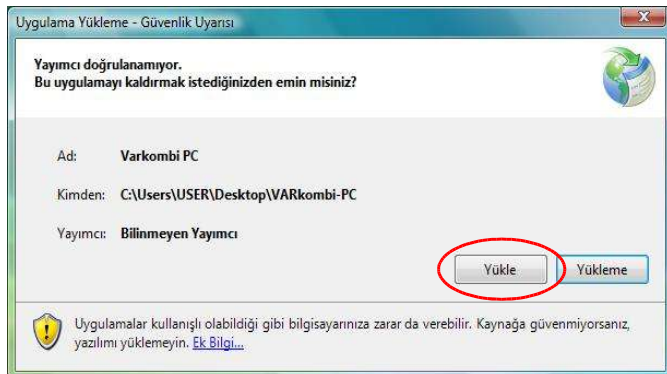 Uygulama Yükleme - Güvenlik Uyarısı
Yayımcı doğrulanamıyor.
Bu uygulamayı kaldırmak istediğinizden emin misiniz?
Ad: Varkombi PC
Kimden: C:\Users\USER\Desktop\VARkombi-PC
Yayımcı: Bilinmeyen Yayımcı
Yükle Yükleme
Uygulamalar kullanışlı olabildiği gibi bilgisayarınıza zarar da verebilir. Kaynağa güvenmiyorsanız,
yazılımı yüklemeyin. Ek Bilgi...